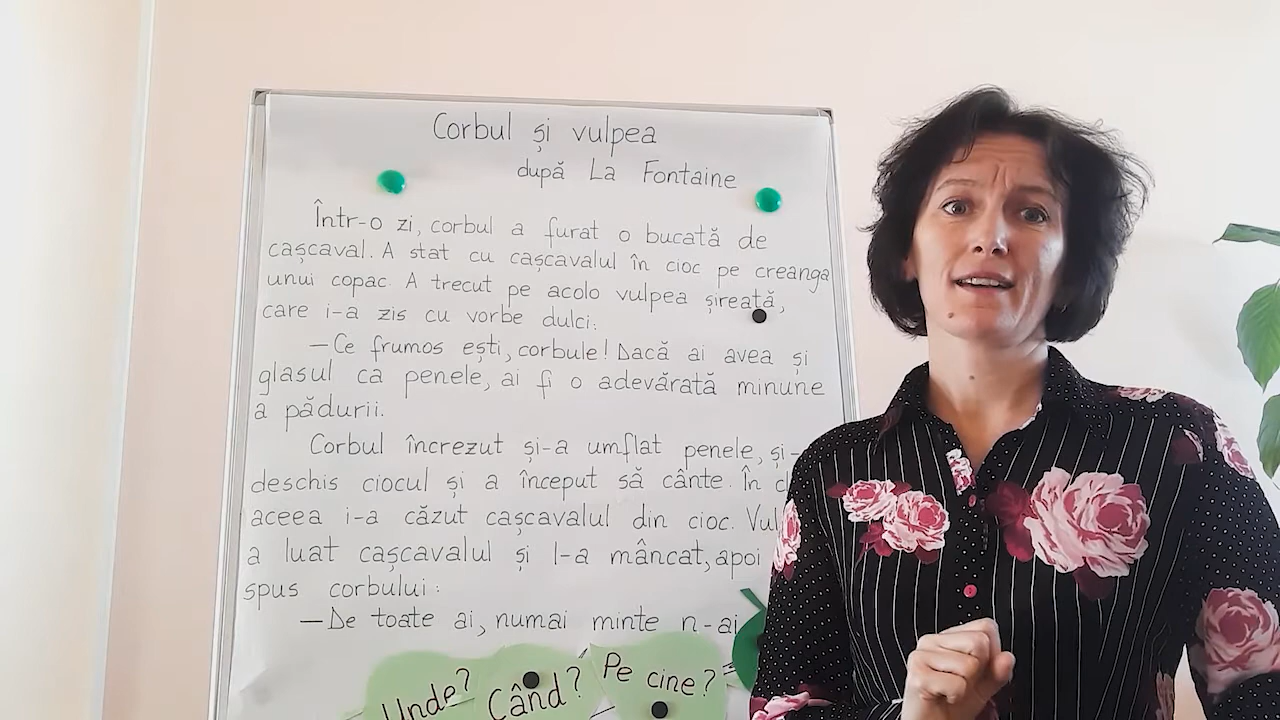 Corbul și vulpea
după La Fontaine
Într-o zi, corbul a furat o bucată de
cașcaval. A stat cu cașcavalul în cioc pe creanga
unui copac. A trecut pe acolo vulpea șireată,
care i-a zis cu vorbe dulci:
—Ce frumos ești, corbule! Dacă ai avea și
glasul ca penele, ai fi o adevărată minune
a pădurii.
Corbul încrezut și-a umflat penele, și-
deschis ciocul și a început să cânte. În
aceea i-a căzut cașcavalul din cioc.
a luat cașcavalul și l-a mâncat, apoi
spus corbului:
—De toate ai, numai minte n-ai
Unde? Când? Pe cine?